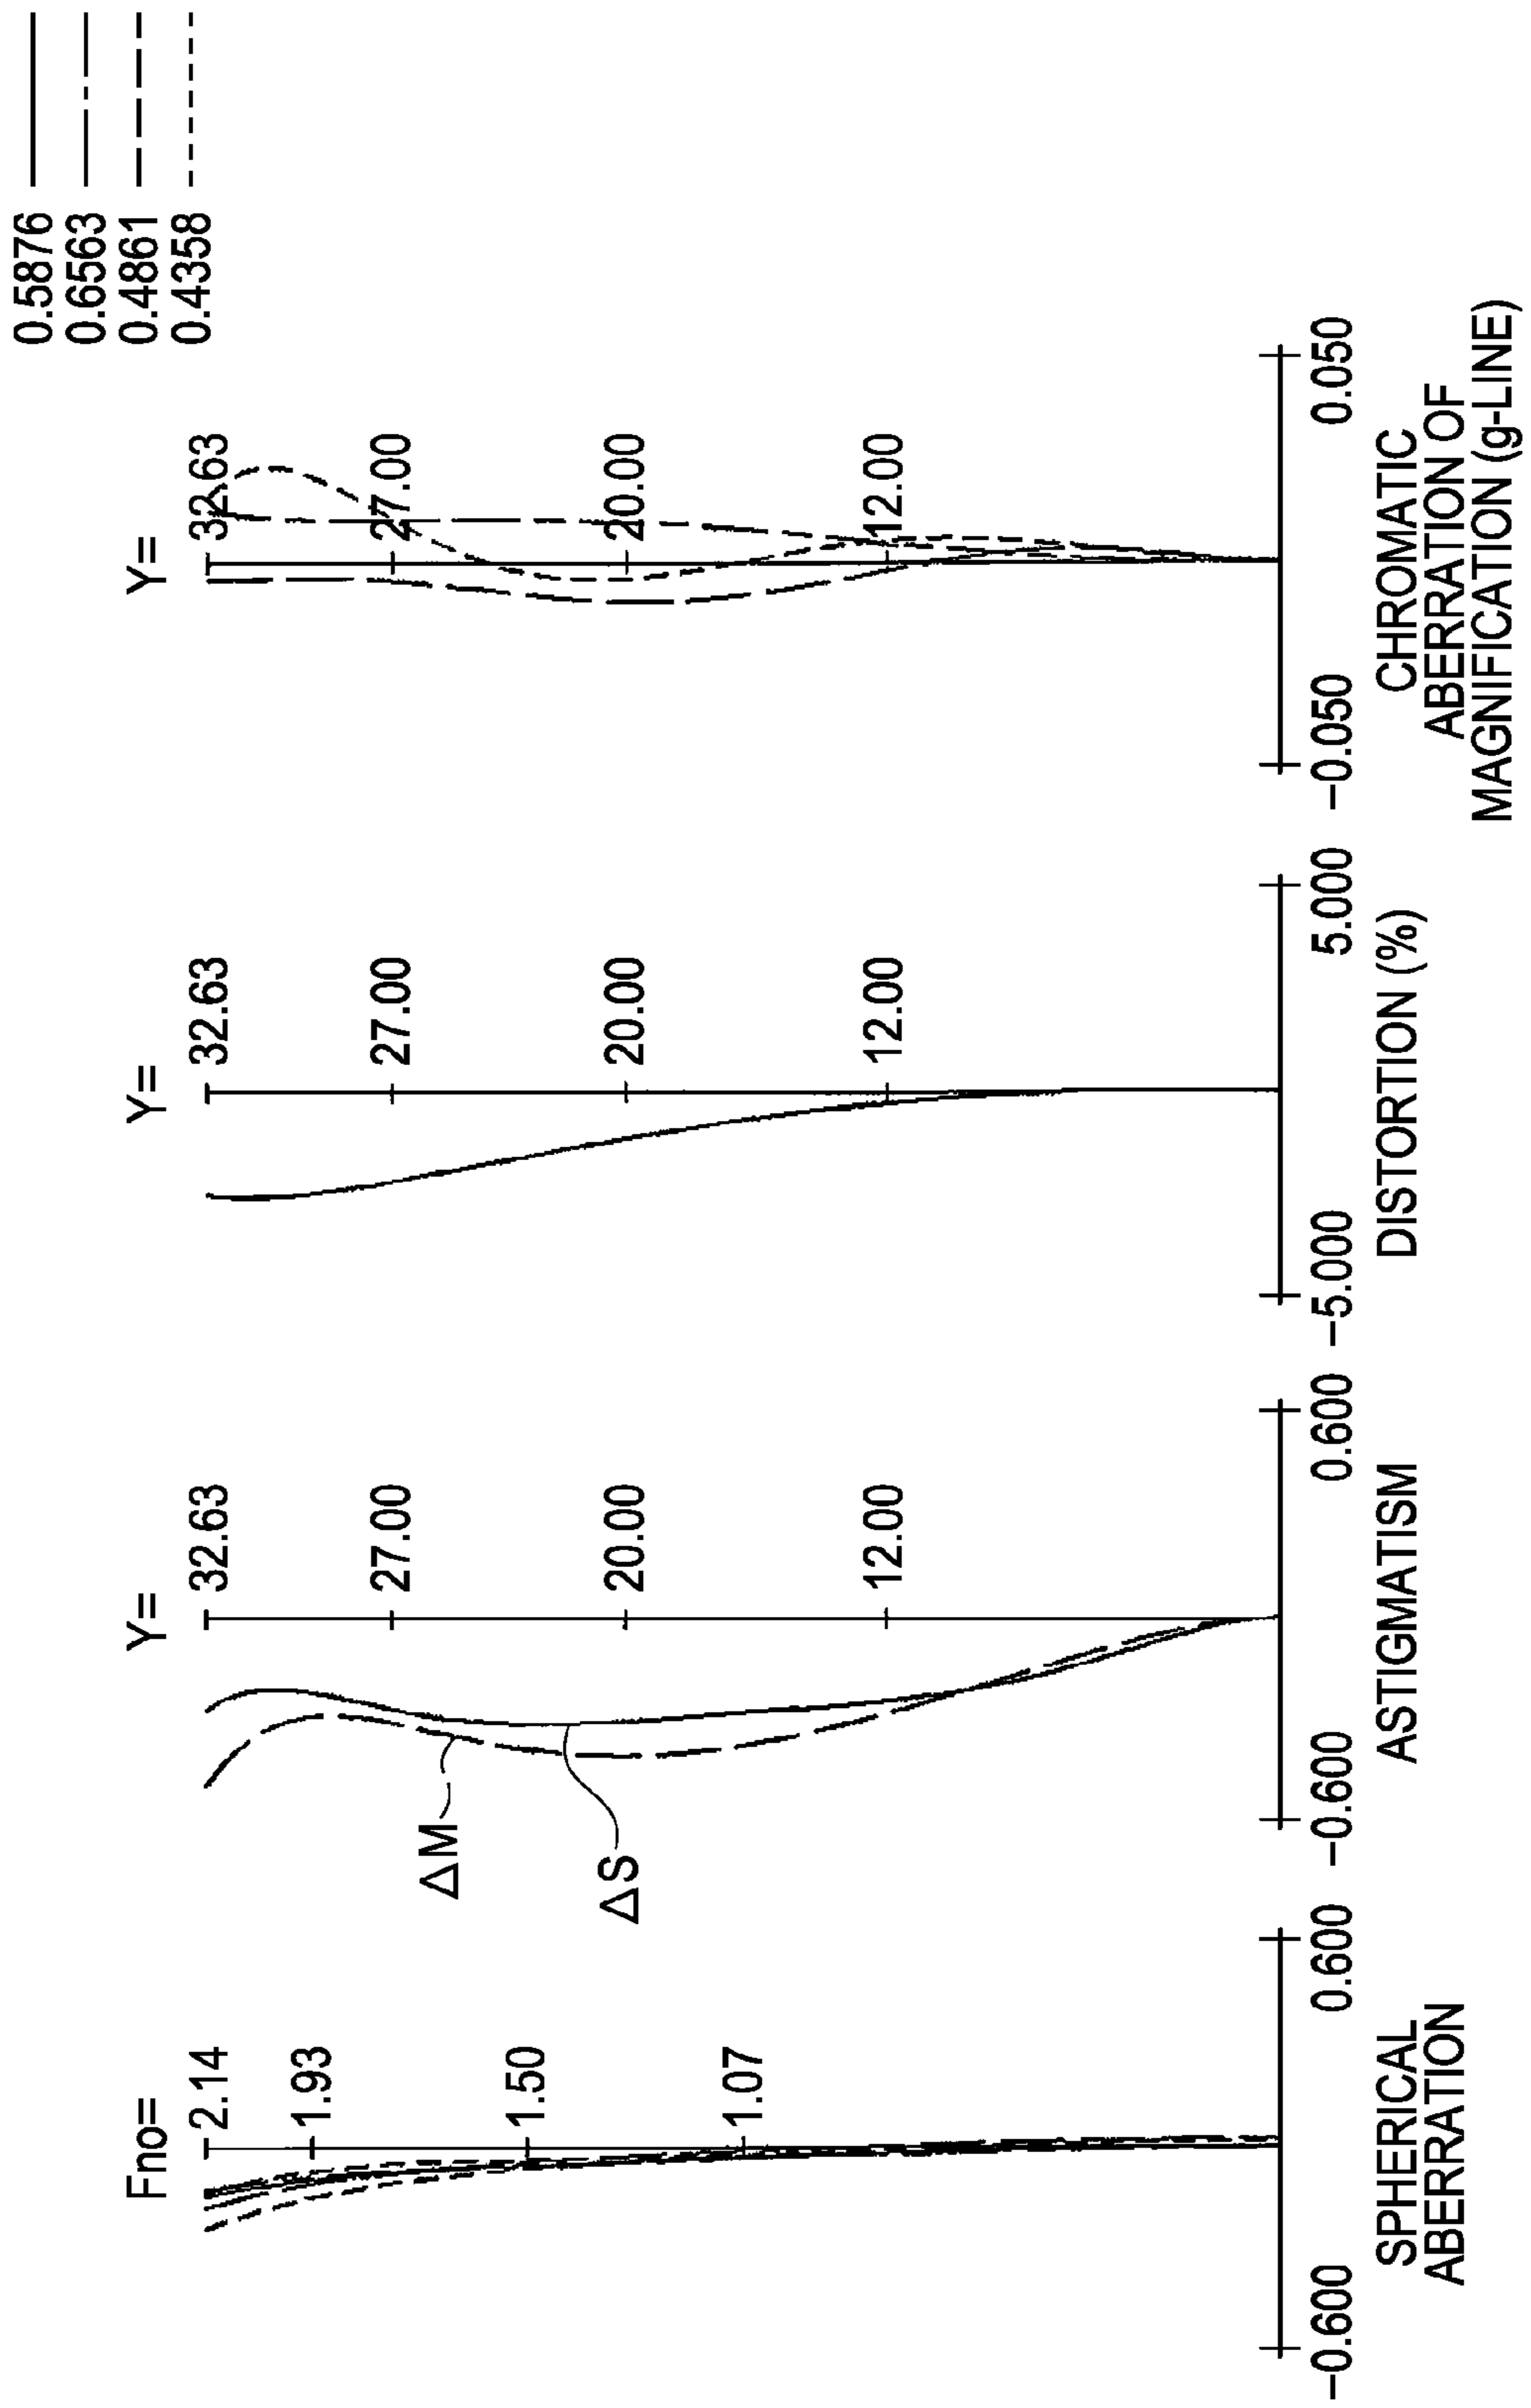 0.5876
0.6563
0.4861
0.4358
Fno=
2.14
1.93
1.50
1.07
−0.600
0.600
SPHERICAL
ABERRATION
Y=
32.63
27.00
20.00
12.00
ΔM
ΔS
−0.600
0.600
ASTIGMATISM
Y=
32.63
27.00
20.00
12.00
−5.000
5.000
DISTORTION (%)
Y=
32.63
27.00
20.00
12.00
−0.050
0.050
CHROMATIC
ABERRATION OF
MAGNIFICATION (g-LINE)